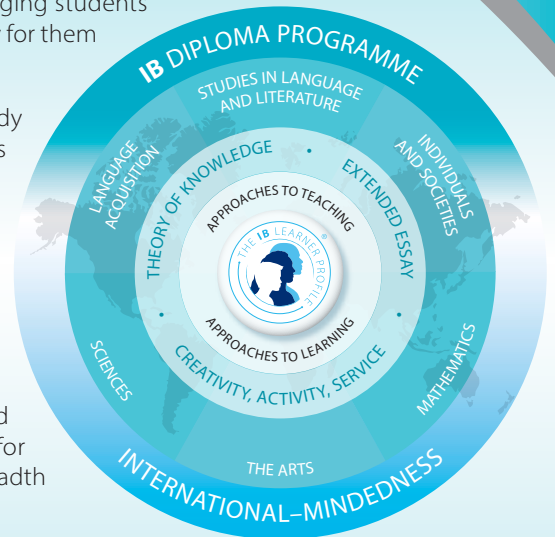 ging students
for them
dy
s
d
for
adth
IB DIPLOMA PROGRAMME
STUDIES IN LANGUAGE
AND LITERATURE
LANGUAGE
ACQUISITION
INDIVIDUALS
AND SOCIETIES
THEORY OF KNOWLEDGE
•
EXTENDED ESSAY
APPROACHES TO TEACHING
THE IB LEARNER PROFILE®
APPROACHES TO LEARNING
•
CREATIVITY, ACTIVITY, SERVICE
•
SCIENCES
MATHEMATICS
THE ARTS
INTERNATIONAL–MINDEDNESS